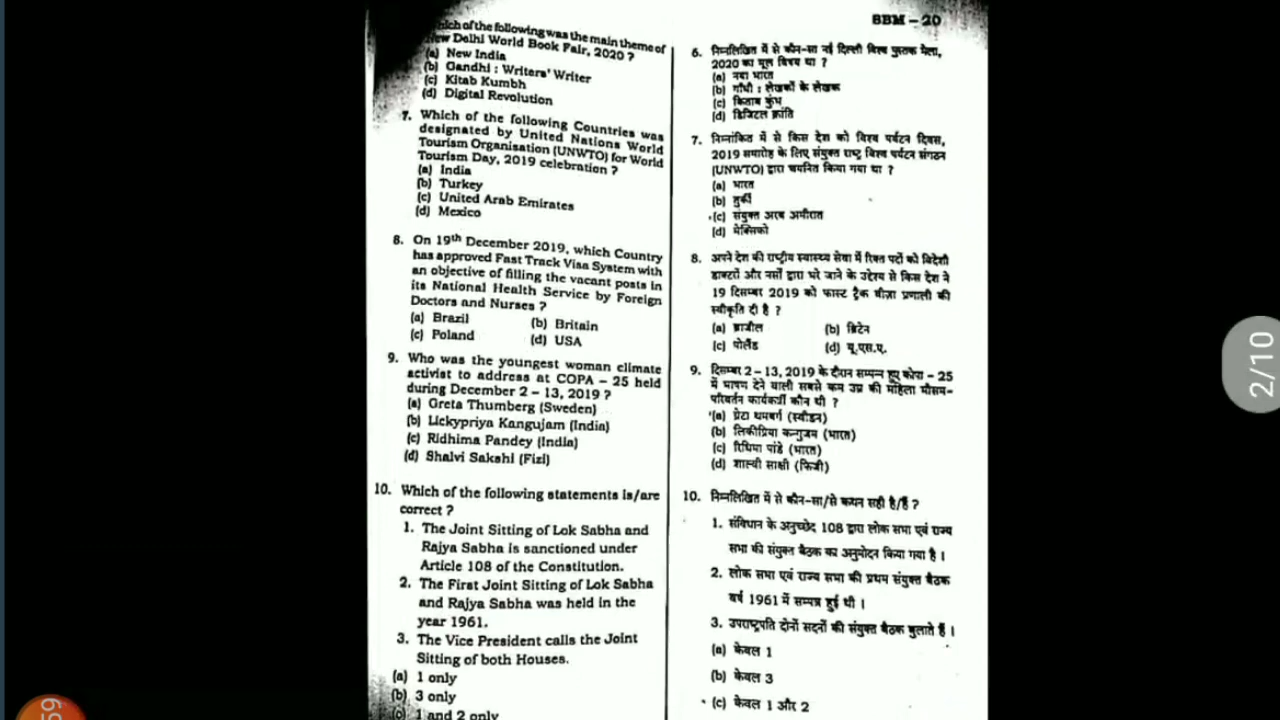 SBM – 20
hich of the following was the main theme of
New Delhi World Book Fair, 2020 ?
(a) New India
(b) Gandhi : Writers' Writer
(c) Kitab Kumbh
(d) Digital Revolution
7. Which of the following Countries was
designated by United Nations World
Tourism Organisation (UNWTO) for World
Tourism Day, 2019 celebration ?
(a) India
(b) Turkey
(c) United Arab Emirates
(d) Mexico
8. On 19th December 2019, which Country
has approved Fast Track Visa System with
an objective of filling the vacant posts in
its National Health Service by Foreign
Doctors and Nurses ?
(a) Brazil (b) Britain
(c) Poland (d) USA
9. Who was the youngest woman climate
activist to address at COPA – 25 held
during December 2 – 13, 2019 ?
(a) Greta Thumberg (Sweden)
(b) Lickypriya Kangujam (India)
(c) Ridhima Pandey (India)
(d) Shalvi Sakshi (Fizi)
10. Which of the following statements is/are
correct ?
1. The Joint Sitting of Lok Sabha and
Rajya Sabha is sanctioned under
Article 108 of the Constitution.
2. The First Joint Sitting of Lok Sabha
and Rajya Sabha was held in the
year 1961.
3. The Vice President calls the Joint
Sitting of both Houses.
(a) 1 only
(b) 3 only
(c) 1 and 2 only
6. निम्नलिखित में से कौन-सा नई दिल्ली विश्व पुस्तक मेला,
2020 का मूल विषय था ?
(a) नया भारत
(b) गाँधी : लेखकों के लेखक
(c) किताब कुंभ
(d) डिजिटल क्रांति
7. निम्नांकित में से किस देश को विश्व पर्यटन दिवस,
2019 समारोह के लिए संयुक्त राष्ट्र विश्व पर्यटन संगठन
(UNWTO) द्वारा चयनित किया गया था ?
(a) भारत
(b) तुर्की
(c) संयुक्त अरब अमीरात
(d) मेक्सिको
8. अपने देश की राष्ट्रीय स्वास्थ्य सेवा में रिक्त पदों को विदेशी
डाक्टरों और नर्सों द्वारा भरे जाने के उद्देश्य से किस देश ने
19 दिसम्बर 2019 को फास्ट ट्रैक वीज़ा प्रणाली की
स्वीकृति दी है ?
(a) ब्राजील (b) ब्रिटेन
(c) पोलैंड (d) यू.एस.ए.
9. दिसम्बर 2 – 13, 2019 के दौरान सम्पन्न हुए कोपा – 25
में भाषण देने वाली सबसे कम उम्र की महिला मौसम-
परिवर्तन कार्यकर्त्री कौन थी ?
(a) ग्रेटा थमबर्ग (स्वीडन)
(b) लिकीप्रिया कन्गुजम (भारत)
(c) रिधिमा पांडे (भारत)
(d) शाल्वी साक्षी (फिजी)
10. निम्नलिखित में से कौन-सा/से कथन सही है/हैं ?
1. संविधान के अनुच्छेद 108 द्वारा लोक सभा एवं राज्य
सभा की संयुक्त बैठक का अनुमोदन किया गया है ।
2. लोक सभा एवं राज्य सभा की प्रथम संयुक्त बैठक
वर्ष 1961 में सम्पन्न हुई थी ।
3. उपराष्ट्रपति दोनों सदनों की संयुक्त बैठक बुलाते हैं ।
(a) केवल 1
(b) केवल 3
(c) केवल 1 और 2
2/10
59